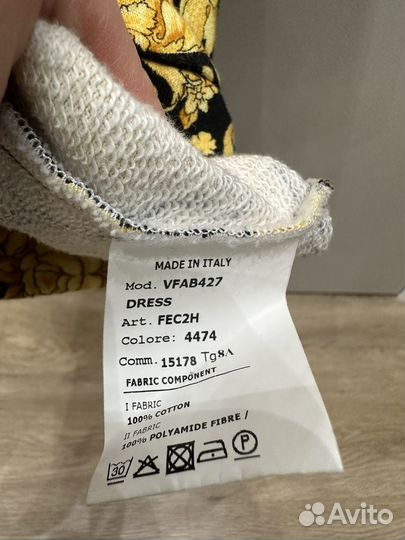 MADE IN ITALY
Mod. VFAB427
DRESS
Art. FEC2H
Colore: 4474
Comm. 15178 Tg8A
FABRIC COMPONENT
I FABRIC
100% COTTON
II FABRIC
100% POLYAMIDE FIBRE /
30 P
Avito